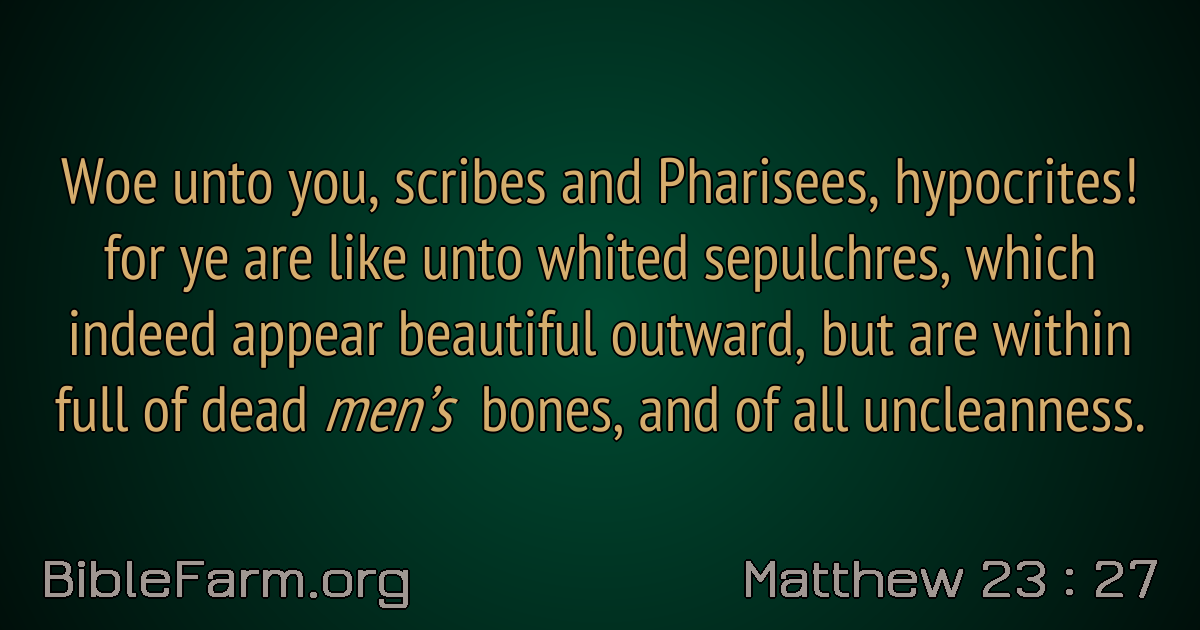 Woe unto you, scribes and Pharisees, hypocrites!
for ye are like unto whited sepulchres, which
indeed appear beautiful outward, but are within
full of dead men’s bones, and of all uncleanness.
BibleFarm.org
Matthew 23 : 27